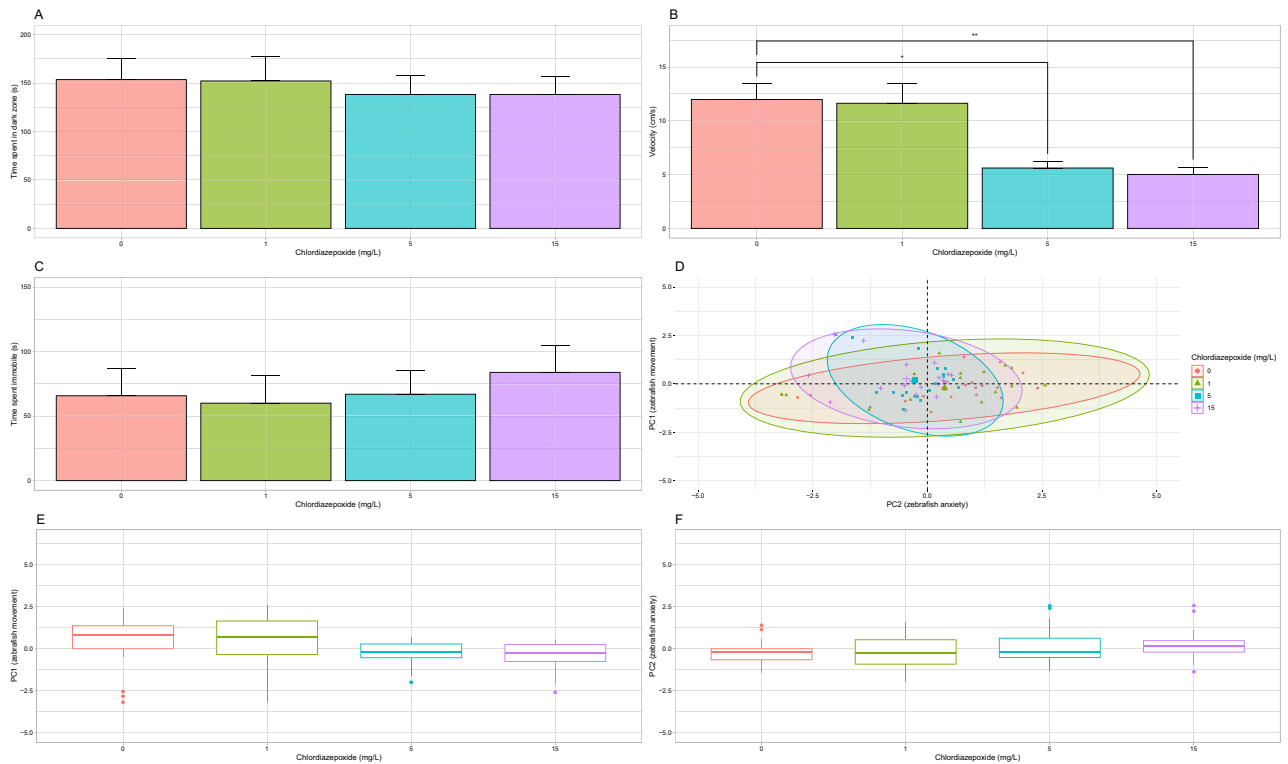 A
Time spent in dark zone (s)
200
150
100
50
0
0 1 5 15
Chlordiazepoxide (mg/L)
B
Velocity (cm/s)
15
10
5
0
**
*
0 1 5 15
Chlordiazepoxide (mg/L)
C
Time spent immobile (s)
150
100
50
0
0 1 5 15
Chlordiazepoxide (mg/L)
D
PC1 (zebrafish movement)
5.0
2.5
0.0
−2.5
−5.0
−5.0 −2.5 0.0 2.5 5.0
PC2 (zebrafish anxiety)
Chlordiazepoxide (mg/L)
0
1
5
15
E
PC1 (zebrafish movement)
5.0
2.5
0.0
−2.5
−5.0
0 1 5 15
Chlordiazepoxide (mg/L)
F
PC2 (zebrafish anxiety)
5.0
2.5
0.0
−2.5
−5.0
0 1 5 15
Chlordiazepoxide (mg/L)